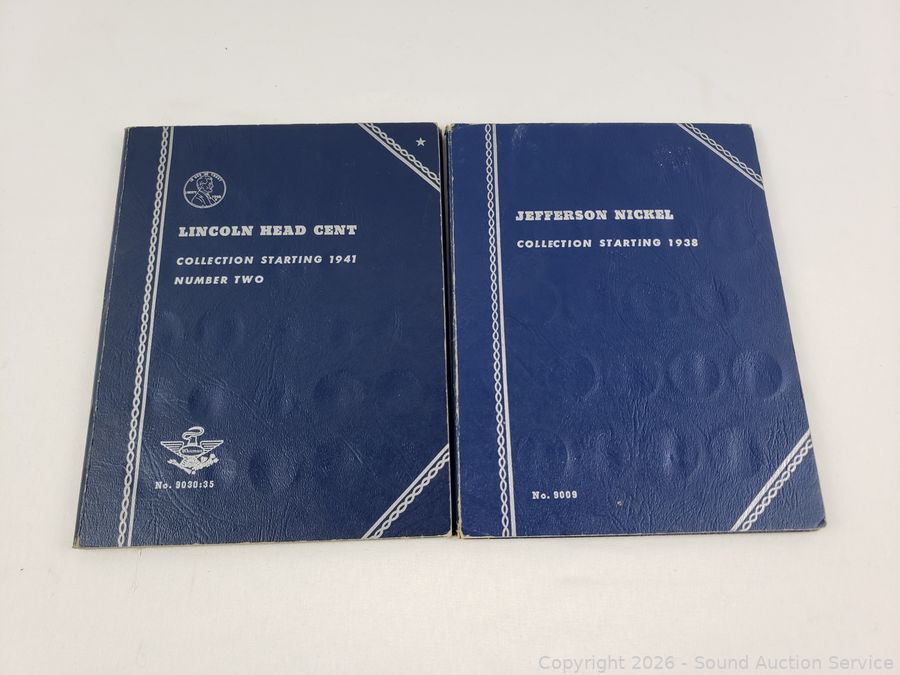 LINCOLN HEAD CENT
COLLECTION STARTING 1941
NUMBER TWO
Whitman
No. 9030:35
JEFFERSON NICKEL
COLLECTION STARTING 1938
No. 9009
Copyright 2026 - Sound Auction Service